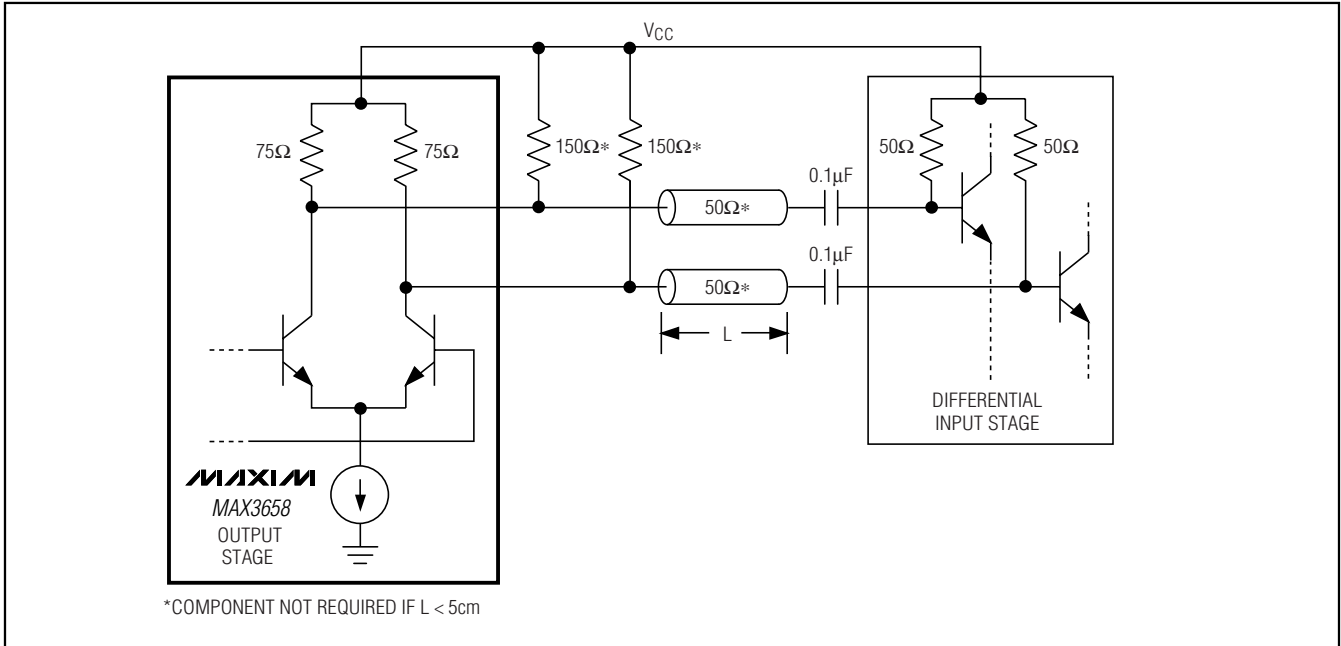 VCC
75Ω
75Ω
150Ω*
150Ω*
50Ω
50Ω
0.1µF
50Ω*
0.1µF
50Ω*
L
DIFFERENTIAL
INPUT STAGE
MAXIM
MAX3658
OUTPUT
STAGE
*COMPONENT NOT REQUIRED IF L < 5cm